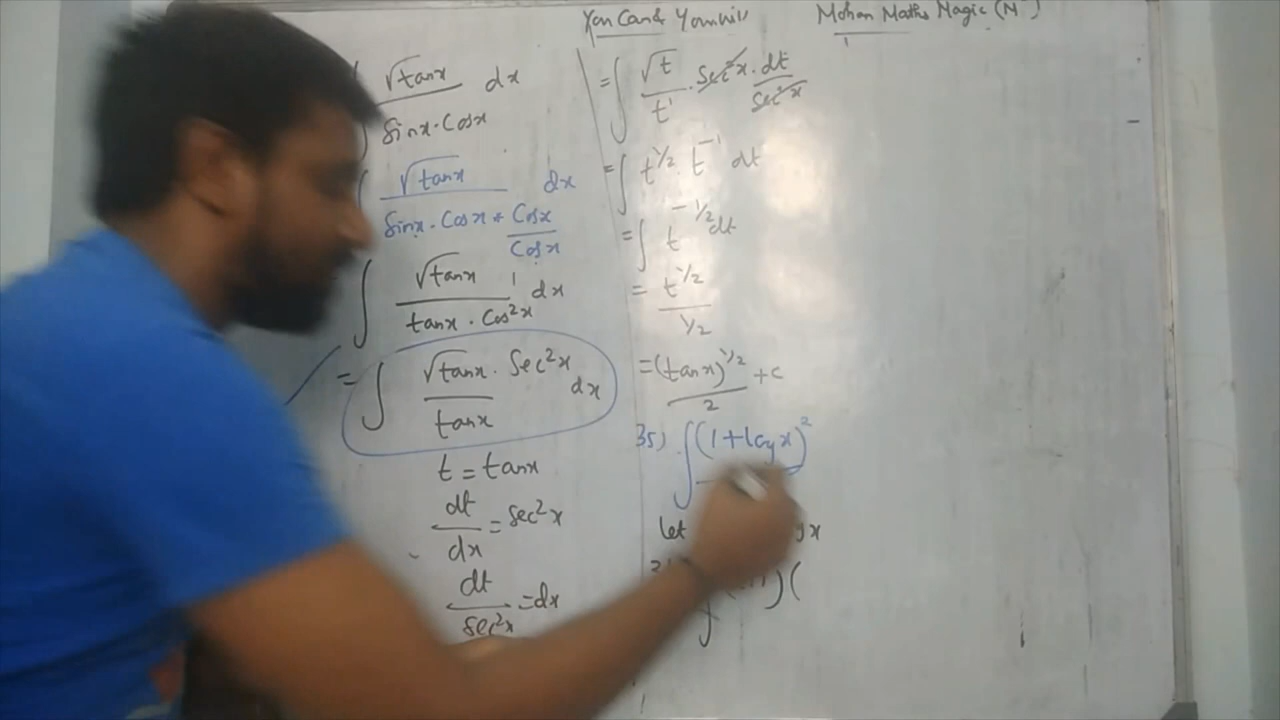 You Can & You will
Mohan Maths Magic (M
∫ √tanx / sinx·cosx dx
∫ √tanx / sinx·cosx * cosx/cosx dx
∫ √tanx / tanx·cos²x dx
= ∫ √tanx·sec²x / tanx dx
t = tanx
dt/dx = sec²x
dt/sec²x = dx
= ∫ √t / t¹ · sec²x · dt/sec²x
= ∫ t^1/2 · t^-1 dt
= ∫ t^-1/2 dt
= t^1/2 / 1/2
= (tanx)^1/2 / 2 + c
35) ∫ (1+logx)²
let